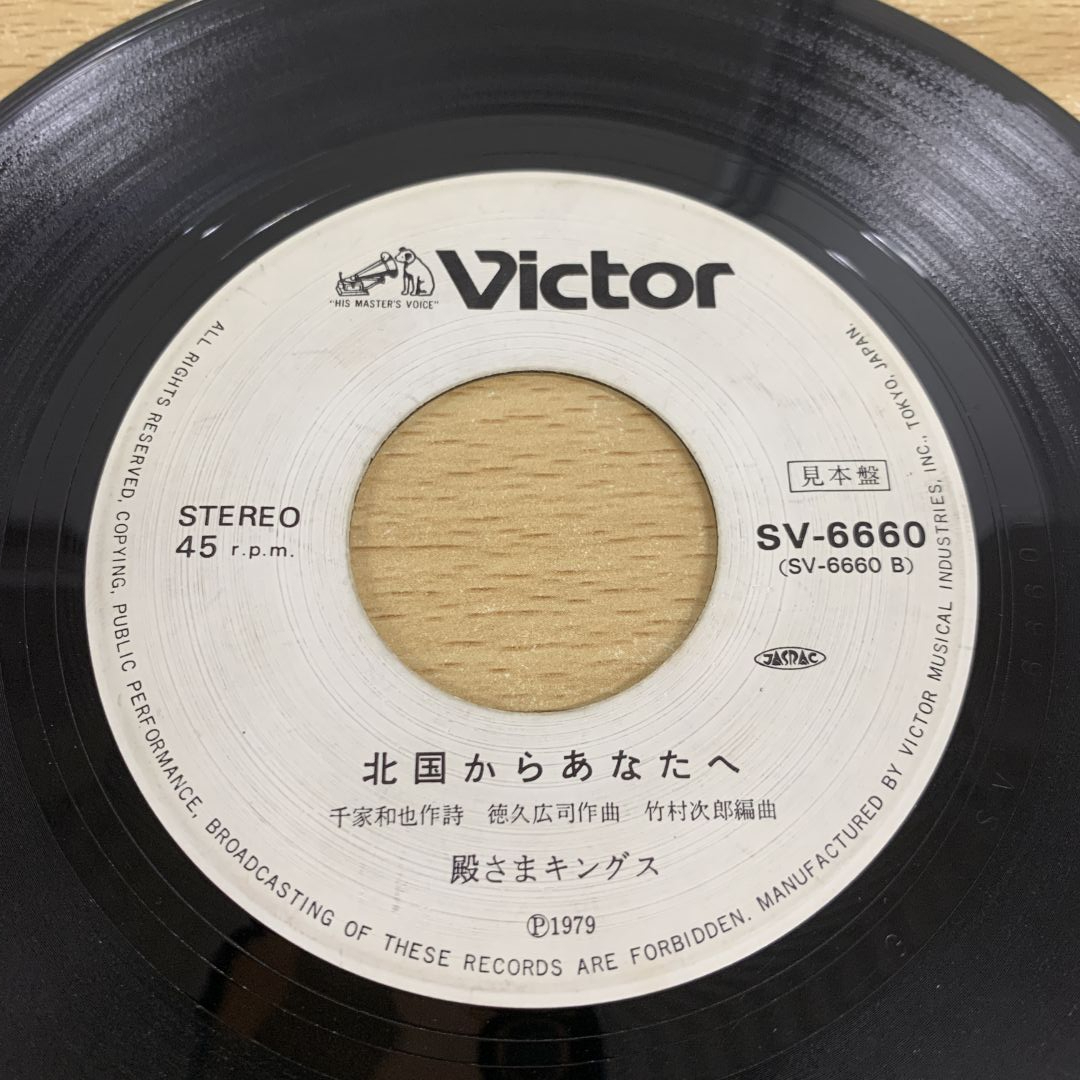 Victor
"HIS MASTER'S VOICE"
見本盤
STEREO
45 r.p.m.
SV-6660
(SV-6660 B)
JASRAC
北国からあなたへ
千家和也作詩 徳久広司作曲 竹村次郎編曲
殿さまキングス
Ⓟ1979
ALL RIGHTS RESERVED, COPYING, PUBLIC PERFORMANCE, BROADCASTING OF THESE RECORDS ARE FORBIDDEN. MANUFACTURED BY VICTOR MUSICAL INDUSTRIES, INC., TOKYO, JAPAN.